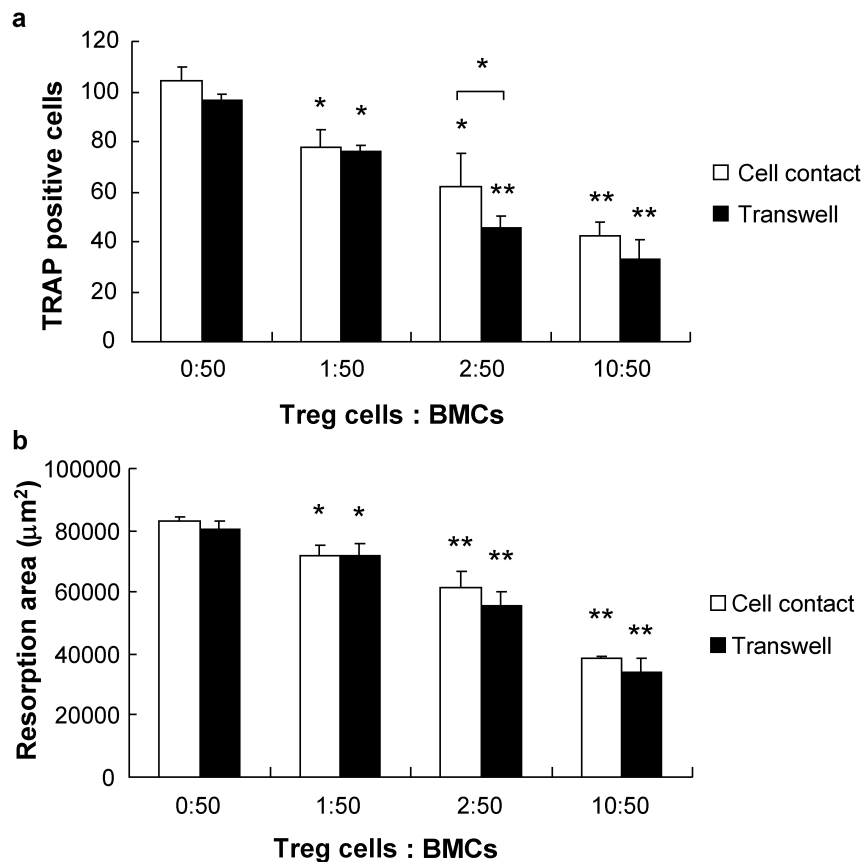 a
120
100
80
60
40
20
0
TRAP positive cells
* * * * ** ** **
Cell contact
Transwell
0:50 1:50 2:50 10:50
Treg cells : BMCs
b
100000
80000
60000
40000
20000
0
Resorption area (μm²)
* * ** ** ** **
Cell contact
Transwell
0:50 1:50 2:50 10:50
Treg cells : BMCs